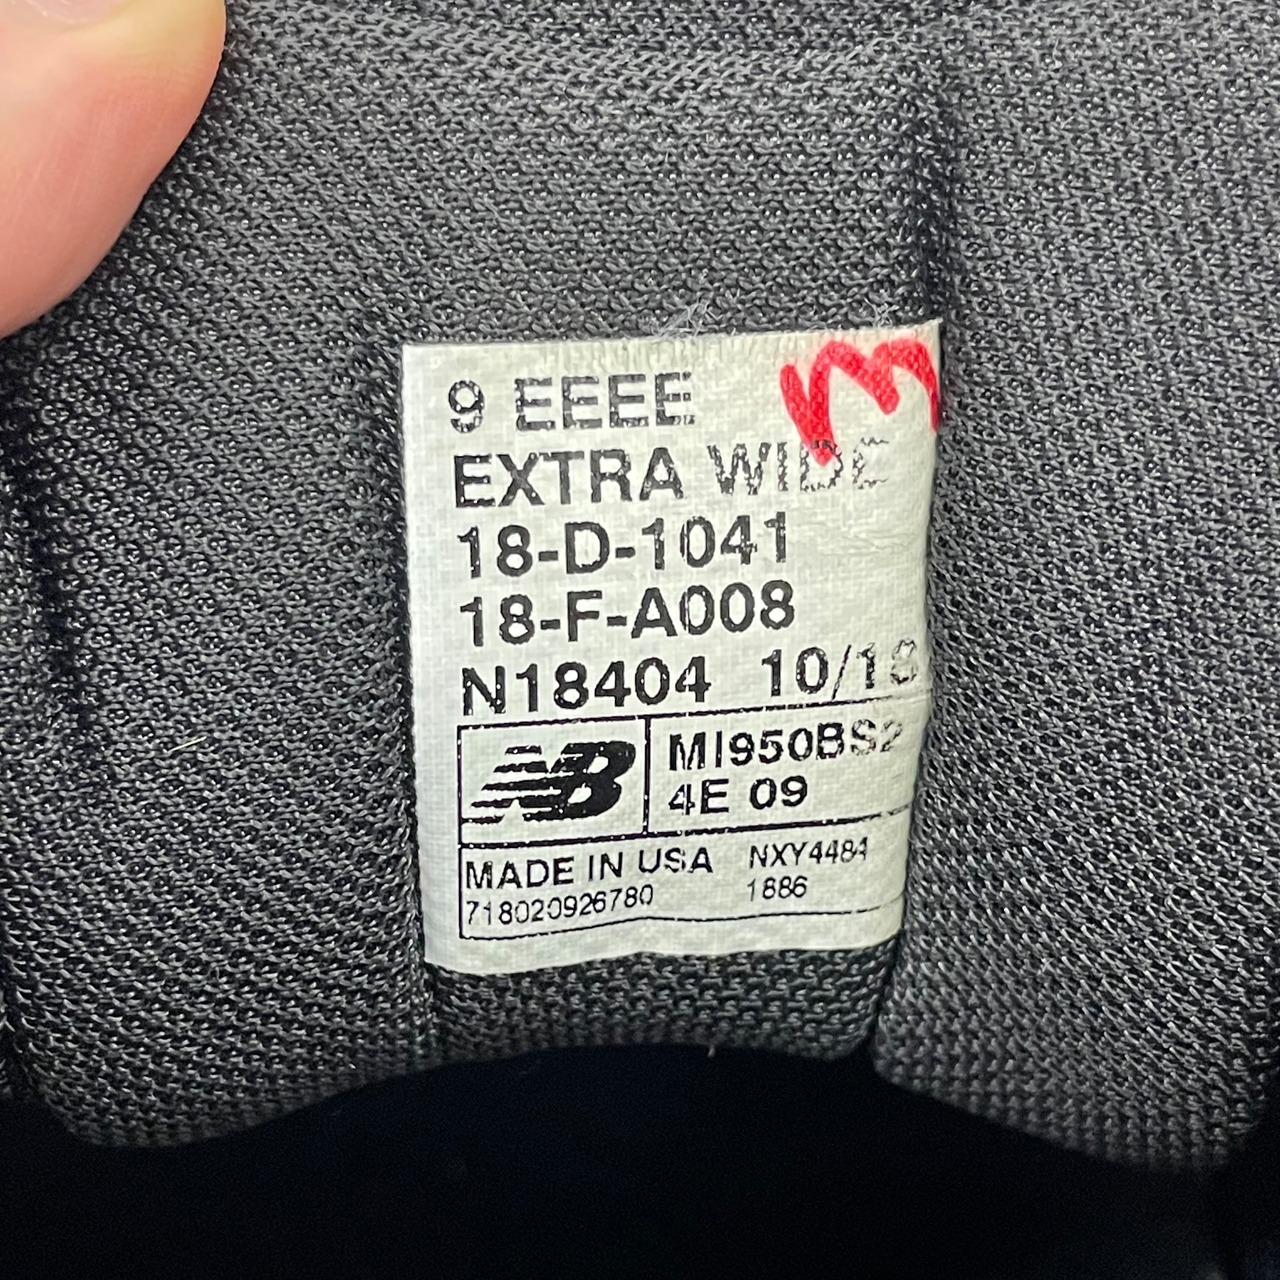 9 EEEE
EXTRA WIDE
18-D-1041
18-F-A008
N18404 10/18
NB
MI950BS2
4E 09
MADE IN USA NXY4484
718020926780 1886